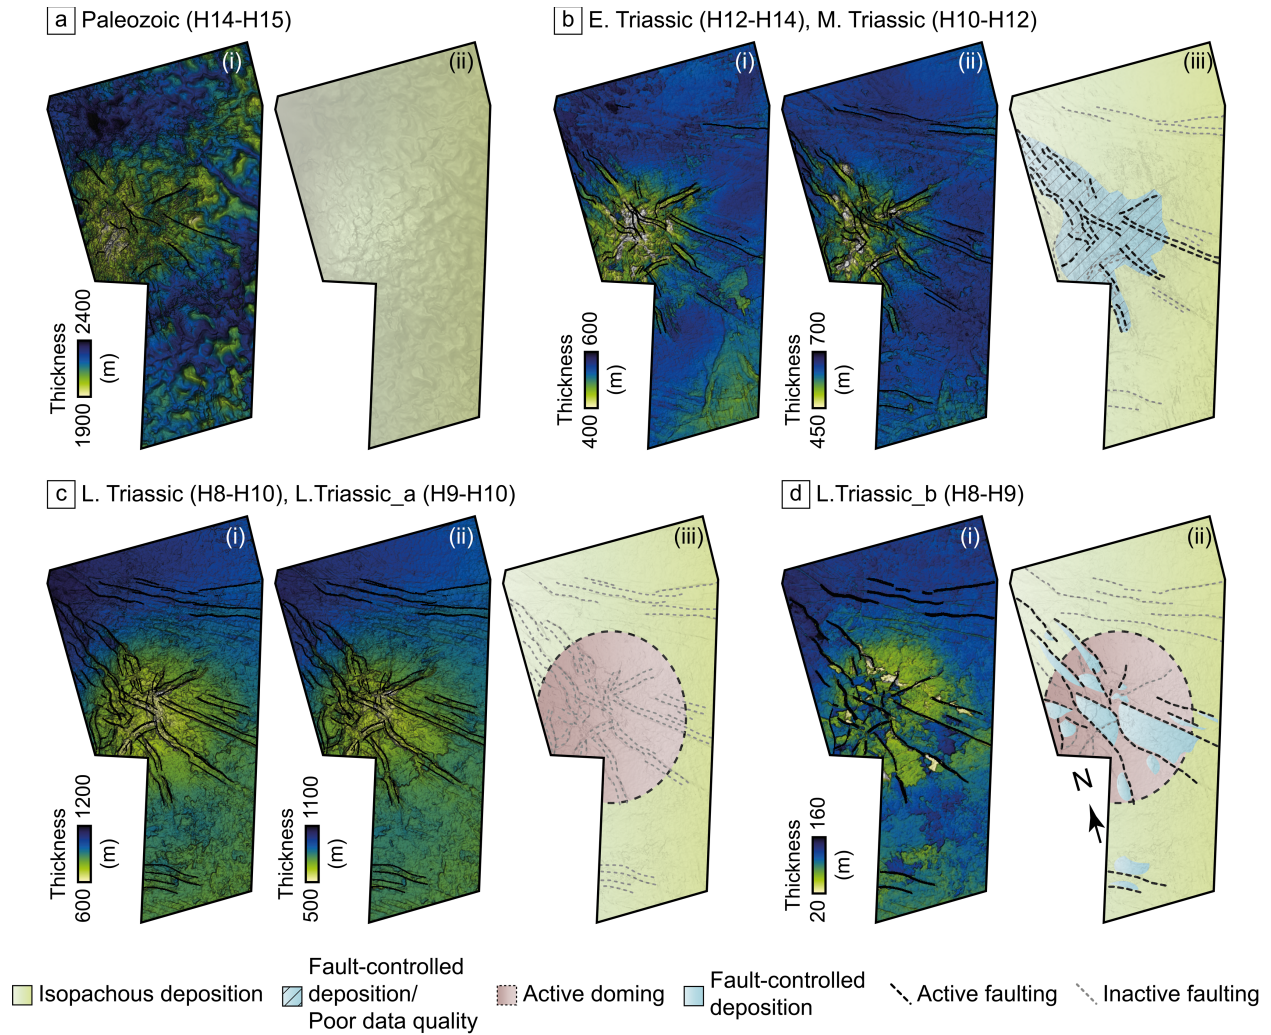 a Paleozoic (H14-H15)
(i)
(ii)
Thickness
(m)
1900
2400
b E. Triassic (H12-H14), M. Triassic (H10-H12)
(i)
(ii)
(iii)
Thickness
(m)
400
600
Thickness
(m)
450
700
c L. Triassic (H8-H10), L.Triassic_a (H9-H10)
(i)
(ii)
(iii)
Thickness
(m)
600
1200
Thickness
(m)
500
1100
d L.Triassic_b (H8-H9)
(i)
(ii)
Thickness
(m)
20
160
N
Isopachous deposition
Fault-controlled
deposition/
Poor data quality
Active doming
Fault-controlled
deposition
Active faulting
Inactive faulting